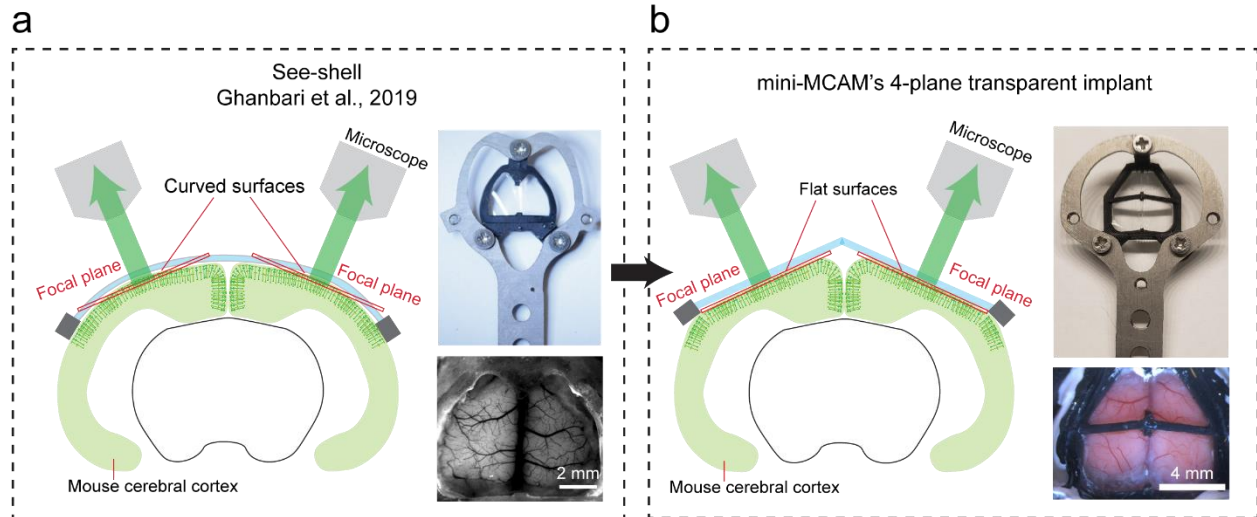 a
See-shell
Ghanbari et al., 2019
Microscope
Curved surfaces
Focal plane
Focal plane
2 mm
Mouse cerebral cortex
b
mini-MCAM's 4-plane transparent implant
Microscope
Flat surfaces
Focal plane
Focal plane
4 mm
Mouse cerebral cortex